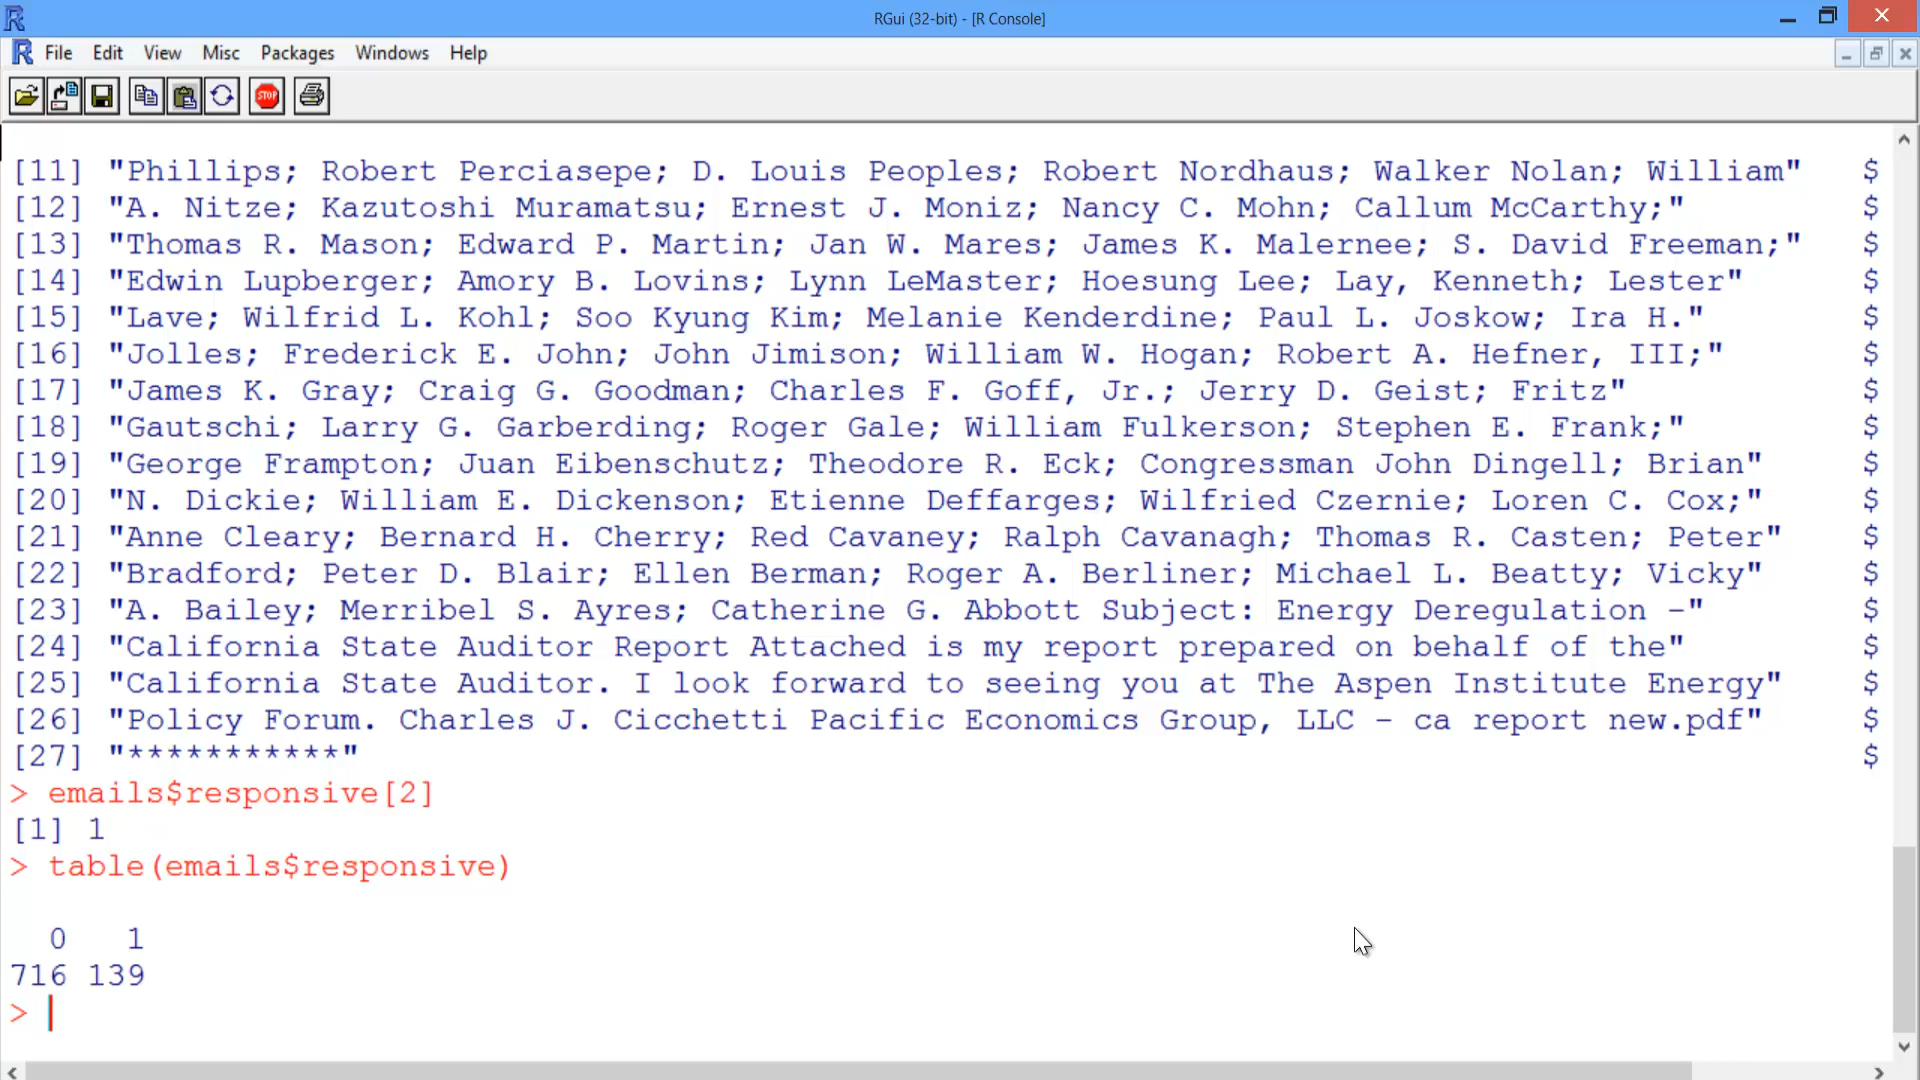 RGui (32-bit) - [R Console]
File Edit View Misc Packages Windows Help
STOP
[11] "Phillips; Robert Perciasepe; D. Louis Peoples; Robert Nordhaus; Walker Nolan; William" $
[12] "A. Nitze; Kazutoshi Muramatsu; Ernest J. Moniz; Nancy C. Mohn; Callum McCarthy;" $
[13] "Thomas R. Mason; Edward P. Martin; Jan W. Mares; James K. Malernee; S. David Freeman;" $
[14] "Edwin Lupberger; Amory B. Lovins; Lynn LeMaster; Hoesung Lee; Lay, Kenneth; Lester" $
[15] "Lave; Wilfrid L. Kohl; Soo Kyung Kim; Melanie Kenderdine; Paul L. Joskow; Ira H." $
[16] "Jolles; Frederick E. John; John Jimison; William W. Hogan; Robert A. Hefner, III;" $
[17] "James K. Gray; Craig G. Goodman; Charles F. Goff, Jr.; Jerry D. Geist; Fritz" $
[18] "Gautschi; Larry G. Garberding; Roger Gale; William Fulkerson; Stephen E. Frank;" $
[19] "George Frampton; Juan Eibenschutz; Theodore R. Eck; Congressman John Dingell; Brian" $
[20] "N. Dickie; William E. Dickenson; Etienne Deffarges; Wilfried Czernie; Loren C. Cox;" $
[21] "Anne Cleary; Bernard H. Cherry; Red Cavaney; Ralph Cavanagh; Thomas R. Casten; Peter" $
[22] "Bradford; Peter D. Blair; Ellen Berman; Roger A. Berliner; Michael L. Beatty; Vicky" $
[23] "A. Bailey; Merribel S. Ayres; Catherine G. Abbott Subject: Energy Deregulation -" $
[24] "California State Auditor Report Attached is my report prepared on behalf of the" $
[25] "California State Auditor. I look forward to seeing you at The Aspen Institute Energy" $
[26] "Policy Forum. Charles J. Cicchetti Pacific Economics Group, LLC - ca report new.pdf" $
[27] "***********" $
> emails$responsive[2]
[1] 1
> table(emails$responsive)
0 1
716 139
>